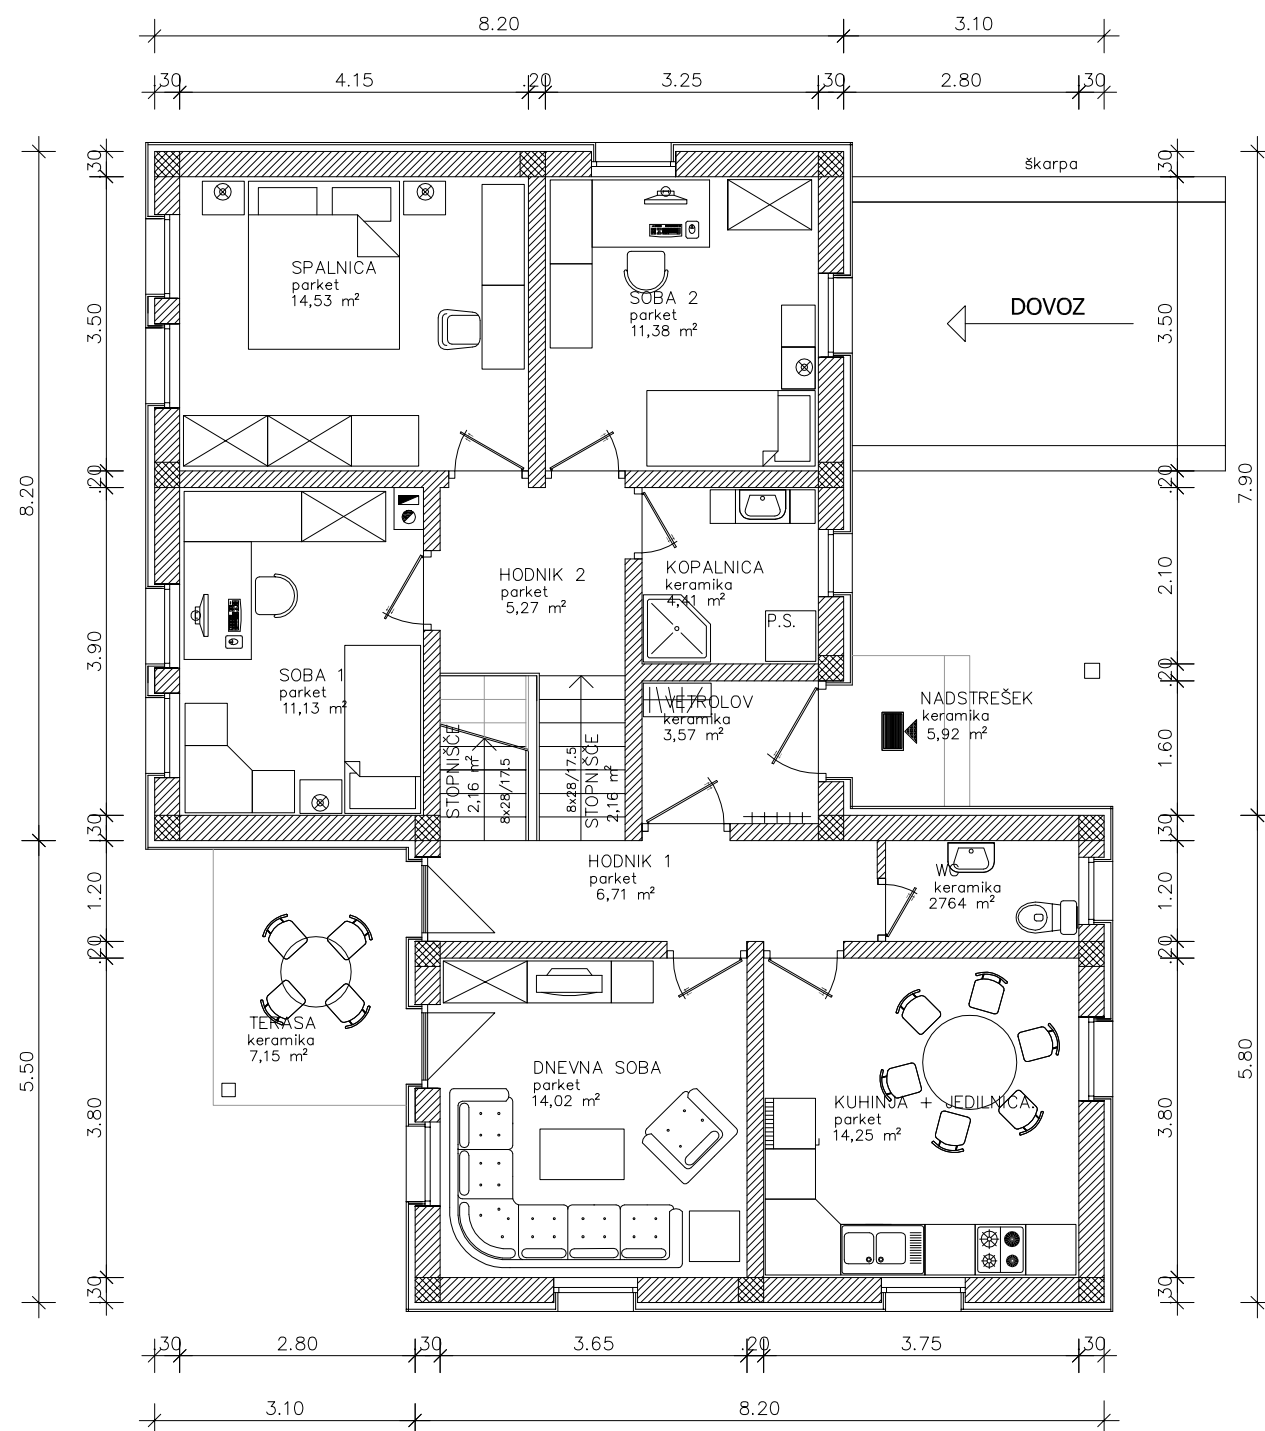 8.20
3.10
.30
4.15
.20
3.25
.30
2.80
.30
škarpa
.30
3.50
.20
3.90
.30
1.20
.20
3.80
.30
8.20
5.50
.30
3.50
.20
2.10
.20
1.60
.30
1.20
.20
3.80
.30
7.90
5.80
SPALNICA
parket
14,53 m²
SOBA 2
parket
11,38 m²
DOVOZ
HODNIK 2
parket
5,27 m²
KOPALNICA
keramika
4,41 m²
P.S.
SOBA 1
parket
11,13 m²
VETROLOV
keramika
3,57 m²
NADSTREŠEK
keramika
5,92 m²
STOPNIŠČE
2,16 m²
8x28/17.5
8x28/17.5
STOPNIŠČE
2,16 m²
HODNIK 1
parket
6,71 m²
WC
keramika
2764 m²
TERASA
keramika
7,15 m²
DNEVNA SOBA
parket
14,02 m²
KUHINJA + JEDILNICA.
parket
14,25 m²
.30
2.80
.30
3.65
.20
3.75
.30
3.10
8.20